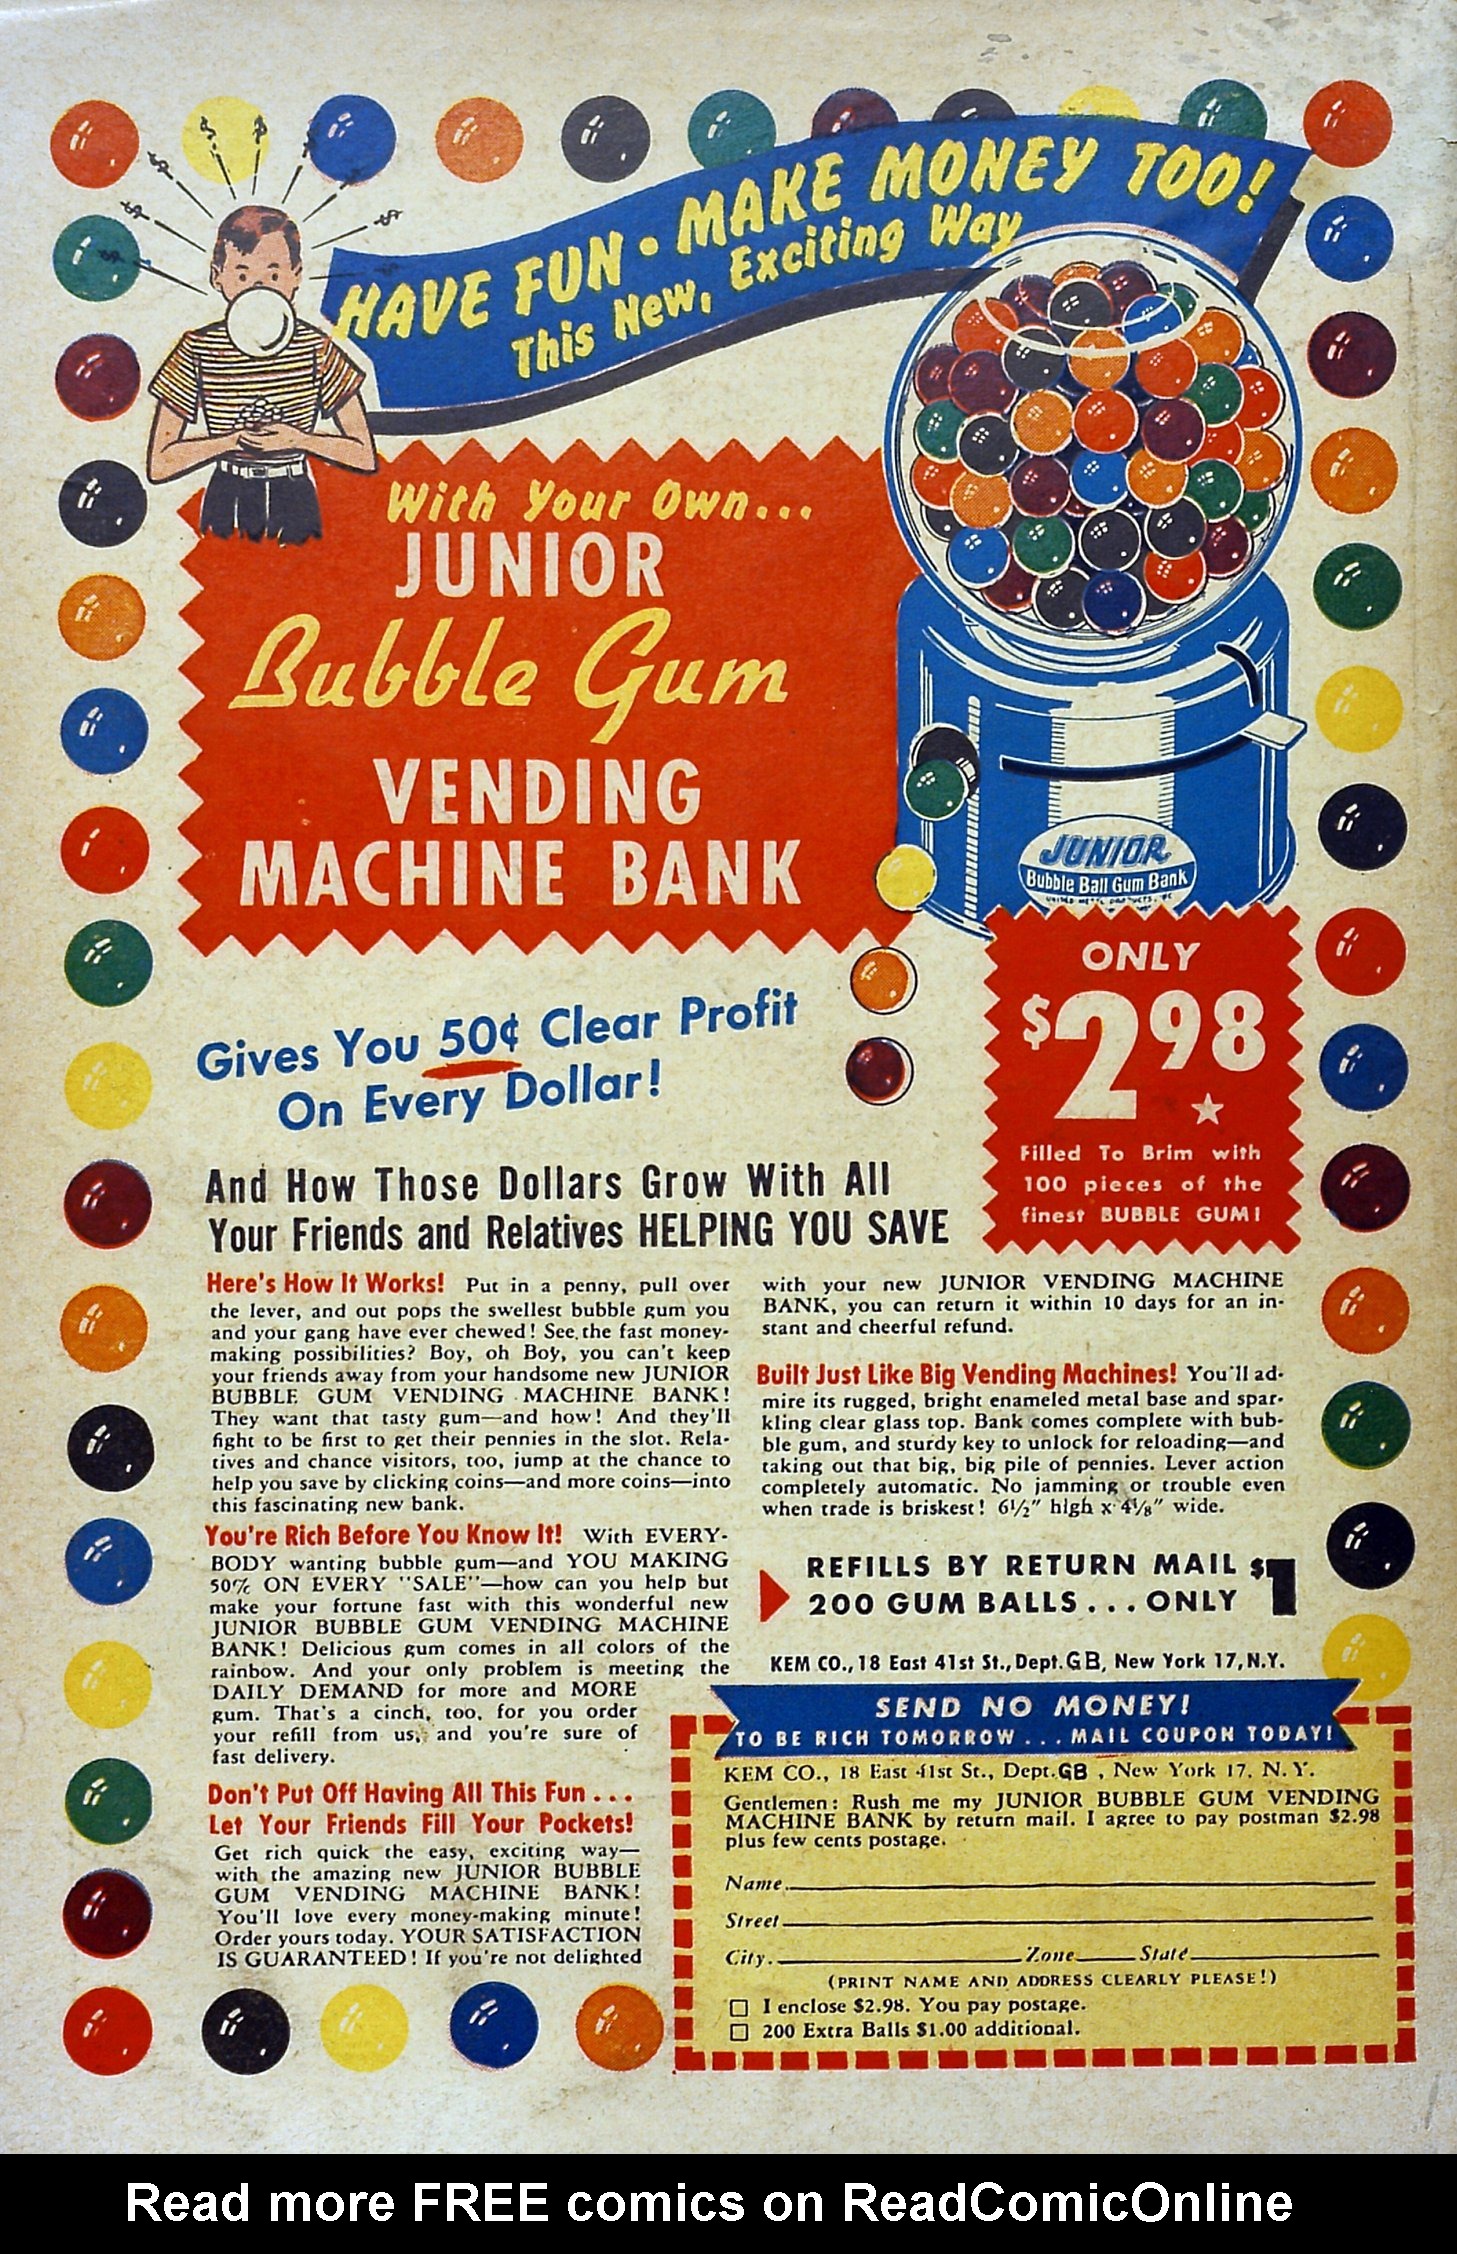 HAVE FUN • MAKE MONEY TOO!
This New, Exciting Way
With Your Own...
JUNIOR
Bubble Gum
VENDING
MACHINE BANK
JUNIOR
Bubble Ball Gum Bank
ONLY
$2.98
Filled To Brim with
100 pieces of the
finest BUBBLE GUM!
Gives You 50¢ Clear Profit
On Every Dollar!
And How Those Dollars Grow With All
Your Friends and Relatives HELPING YOU SAVE
Here's How It Works! Put in a penny, pull over
the lever, and out pops the swellest bubble gum you
and your gang have ever chewed! See the fast money-
making possibilities? Boy, oh Boy, you can't keep
your friends away from your handsome new JUNIOR
BUBBLE GUM VENDING MACHINE BANK!
They want that tasty gum—and how! And they'll
fight to be first to get their pennies in the slot. Rela-
tives and chance visitors, too, jump at the chance to
help you save by clicking coins—and more coins—into
this fascinating new bank.
You're Rich Before You Know It! With EVERY-
BODY wanting bubble gum—and YOU MAKING
50% ON EVERY "SALE"—how can you help but
make your fortune fast with this wonderful new
JUNIOR BUBBLE GUM VENDING MACHINE
BANK! Delicious gum comes in all colors of the
rainbow. And your only problem is meeting the
DAILY DEMAND for more and MORE
gum. That's a cinch, too, for you order
your refill from us, and you're sure of
fast delivery.
Don't Put Off Having All This Fun...
Let Your Friends Fill Your Pockets!
Get rich quick the easy, exciting way—
with the amazing new JUNIOR BUBBLE
GUM VENDING MACHINE BANK!
You'll love every money-making minute!
Order yours today. YOUR SATISFACTION
IS GUARANTEED! If you're not delighted
with your new JUNIOR VENDING MACHINE
BANK, you can return it within 10 days for an in-
stant and cheerful refund.
Built Just Like Big Vending Machines! You'll ad-
mire its rugged, bright enameled metal base and spar-
kling clear glass top. Bank comes complete with bub-
ble gum, and sturdy key to unlock for reloading—and
taking out that big, big pile of pennies. Lever action
completely automatic. No jamming or trouble even
when trade is briskest! 6½" high x 4⅛" wide.
REFILLS BY RETURN MAIL $1
200 GUM BALLS...ONLY
KEM CO., 18 East 41st St., Dept. GB, New York 17, N.Y.
SEND NO MONEY!
TO BE RICH TOMORROW...MAIL COUPON TODAY!
KEM CO., 18 East 41st St., Dept. GB, New York 17, N. Y.
Gentlemen: Rush me my JUNIOR BUBBLE GUM VENDING
MACHINE BANK by return mail. I agree to pay postman $2.98
plus few cents postage.
Name
Street
City. Zone State
(PRINT NAME AND ADDRESS CLEARLY PLEASE!)
I enclose $2.98. You pay postage.
200 Extra Balls $1.00 additional.
Read more FREE comics on ReadComicOnline